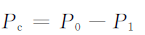 P_c = P_0 − P_1